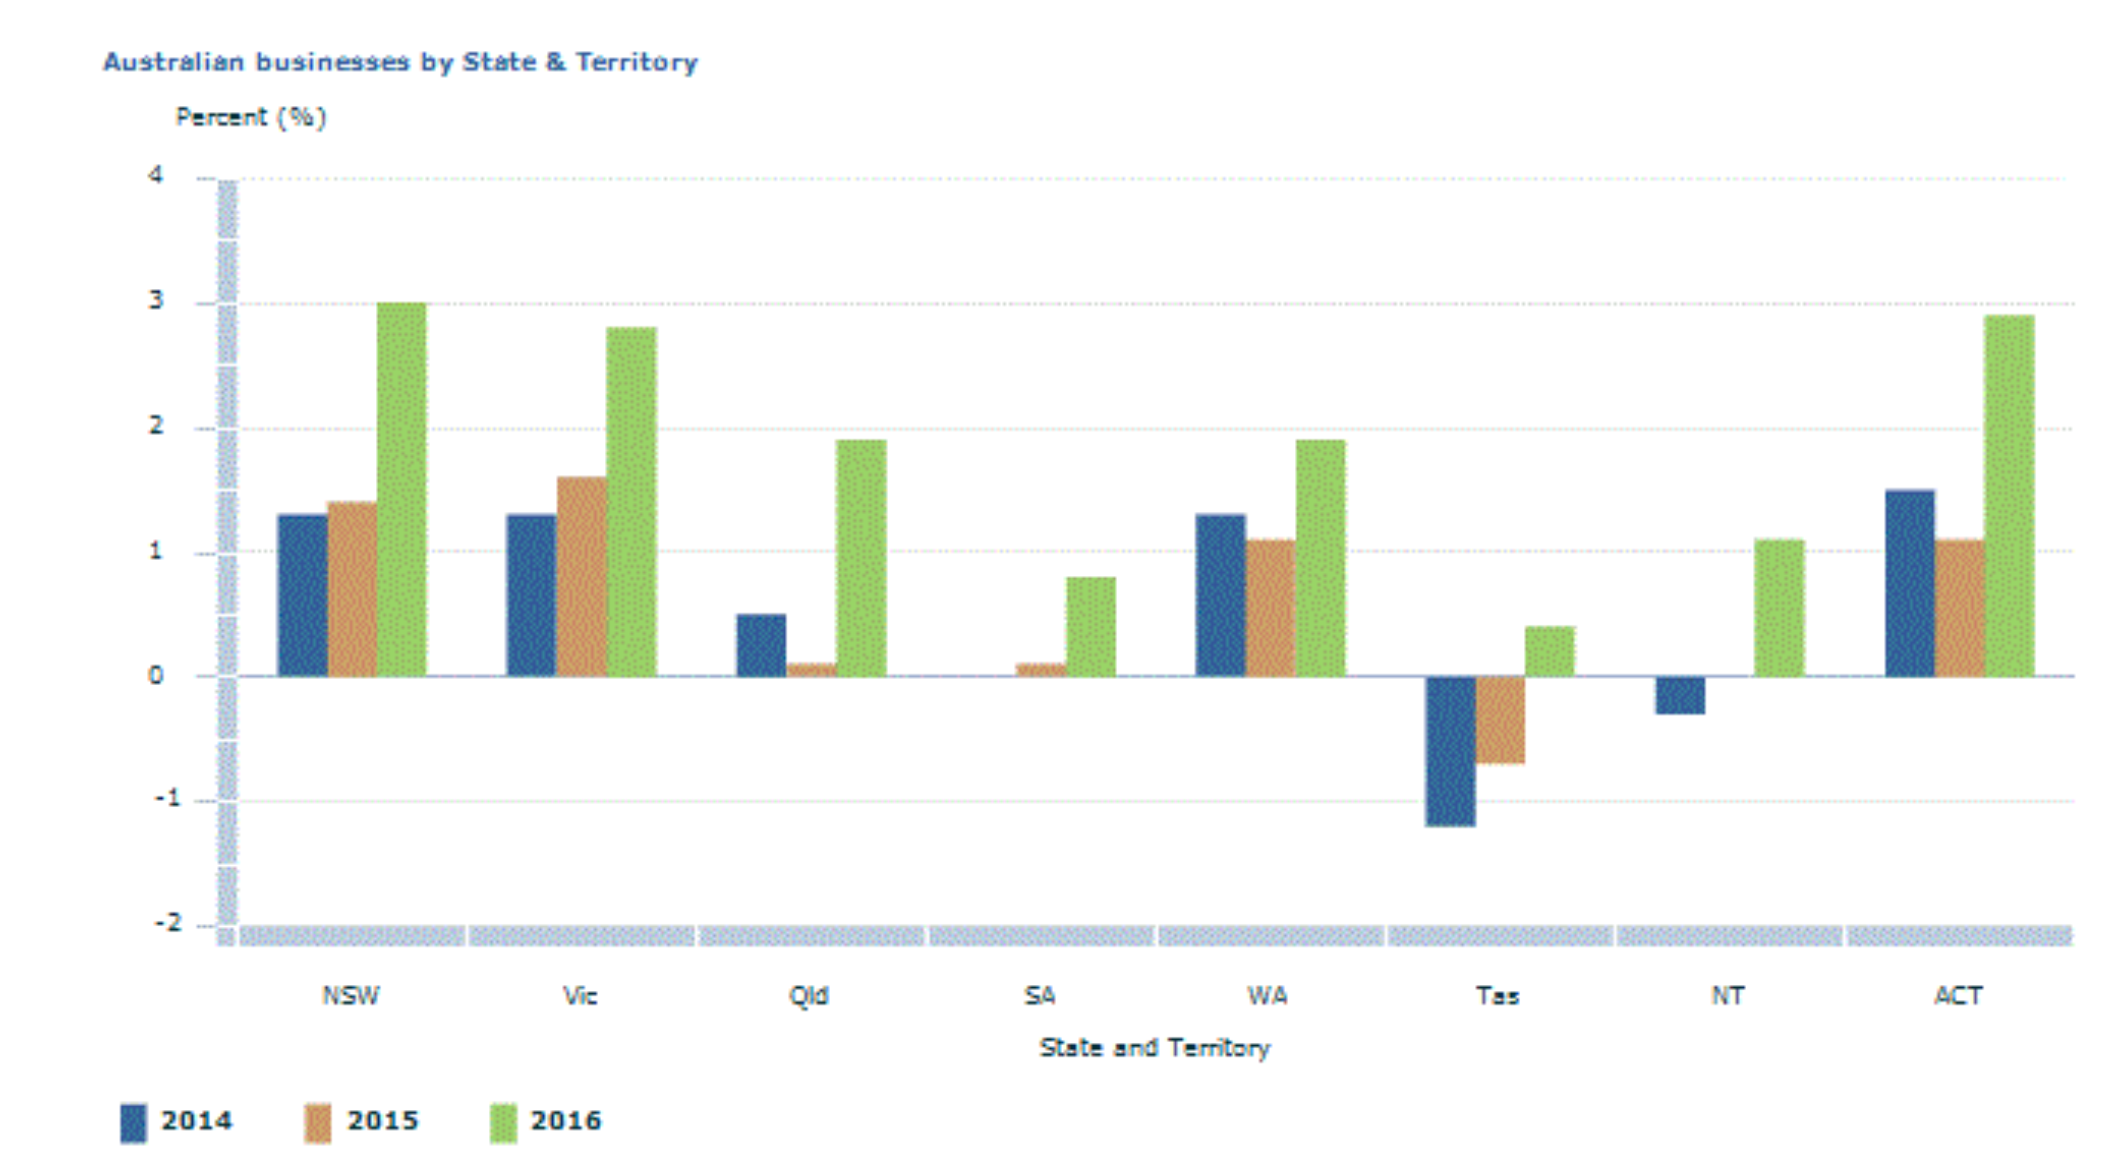 Australian businesses by State & Territory
Percent (%)
4
3
2
1
0
-1
-2
NSW Vic Qld SA WA Tas NT ACT
State and Territory
2014 2015 2016